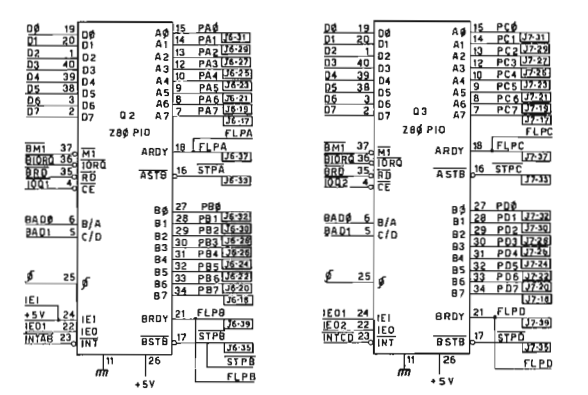 DØ 19 DØ AØ 15 PAØ J6-31
D1 20 D1 A1 14 PA1 J6-29
D2 1 D2 A2 13 PA2 J6-27
D3 40 D3 A3 12 PA3 J6-25
D4 39 D4 A4 10 PA4 J6-23
D5 38 D5 A5 9 PA5 J6-21
D6 3 D6 A6 8 PA6 J6-19
D7 2 D7 A7 7 PA7 J6-17
Q2
Z8Ø PIO
FLPA
BM1 37 M1 ARDY 18 FLPA J6-37
BIORQ 36 IORQ
BRD 35 RD STPA
IOQ1 4 CE ASTB 16 J6-33
BØ 27 PBØ J6-32
BADØ 6 B/A B1 28 PB1 J6-30
BAD1 5 C/D B2 29 PB2 J6-28
B3 30 PB3 J6-26
B4 31 PB4 J6-24
B5 32 PB5 J6-22
ϕ 25 ϕ B6 33 PB6 J6-20
B7 34 PB7 J6-18
IEI
+5V 24 IEI BRDY 21 FLPB J6-39
IEO1 22 IEO STPB
INTAB 23 INT BSTB 17 J6-35
11 26 STPB
+5V FLPB
DØ 19 DØ AØ 15 PCØ J7-31
D1 20 D1 A1 14 PC1 J7-29
D2 1 D2 A2 13 PC2 J7-27
D3 40 D3 A3 12 PC3 J7-25
D4 39 D4 A4 10 PC4 J7-23
D5 38 D5 A5 9 PC5 J7-21
D6 3 D6 A6 8 PC6 J7-19
D7 2 D7 A7 7 PC7 J7-17
Q3
Z8Ø PIO
FLPC
BM1 37 M1 ARDY 18 FLPC J7-37
BIORQ 36 IORQ
BRD 35 RD STPC
IOQ2 4 CE ASTB 16 J7-33
BØ 27 PDØ J7-32
BADØ 6 B/A B1 28 PD1 J7-30
BAD1 5 C/D B2 29 PD2 J7-28
B3 30 PD3 J7-26
B4 31 PD4 J7-24
B5 32 PD5 J7-22
ϕ 25 ϕ B6 33 PD6 J7-20
B7 34 PD7 J7-18
IEO1 24 IEI BRDY 21 FLPD J7-39
IEO2 22 IEO STPD
INTCD 23 INT BSTB 17 J7-35
11 26 STPD
+5V FLPD